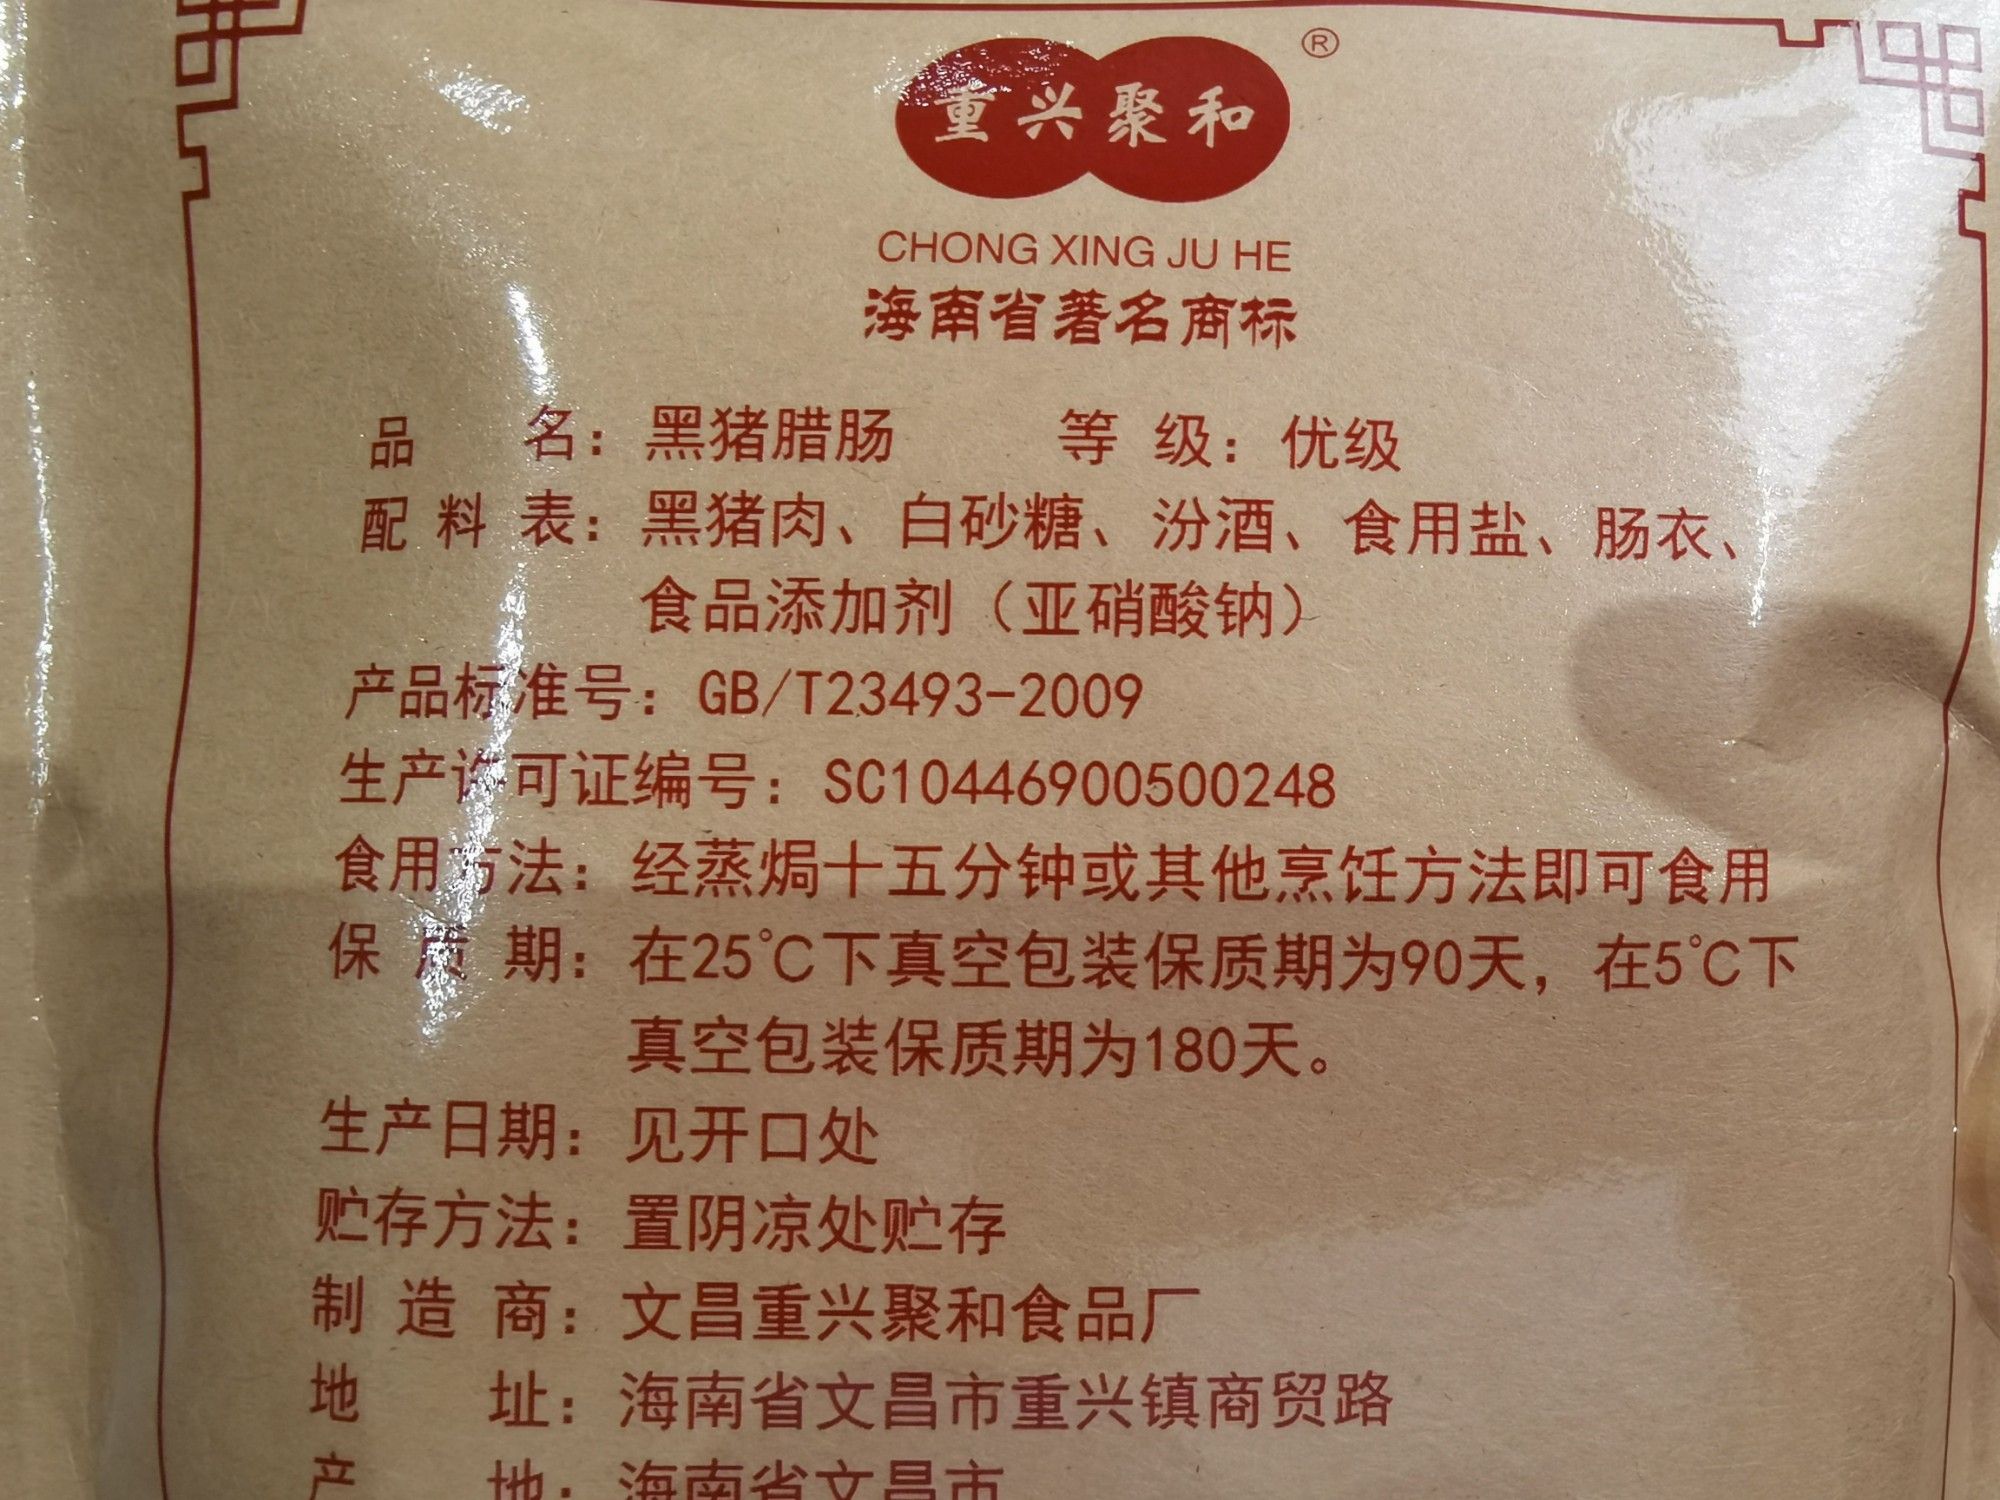 重兴聚和
®
CHONG XING JU HE
海南省著名商标
品 名：黑猪腊肠 等 级：优级
配 料 表：黑猪肉、白砂糖、汾酒、食用盐、肠衣、
食品添加剂（亚硝酸钠）
产品标准号：GB/T23493-2009
生产许可证编号：SC10446900500248
食用方法：经蒸焗十五分钟或其他烹饪方法即可食用
保 质 期：在25℃下真空包装保质期为90天，在5℃下
真空包装保质期为180天。
生产日期：见开口处
贮存方法：置阴凉处贮存
制 造 商：文昌重兴聚和食品厂
地 址：海南省文昌市重兴镇商贸路
产 地：海南省文昌市